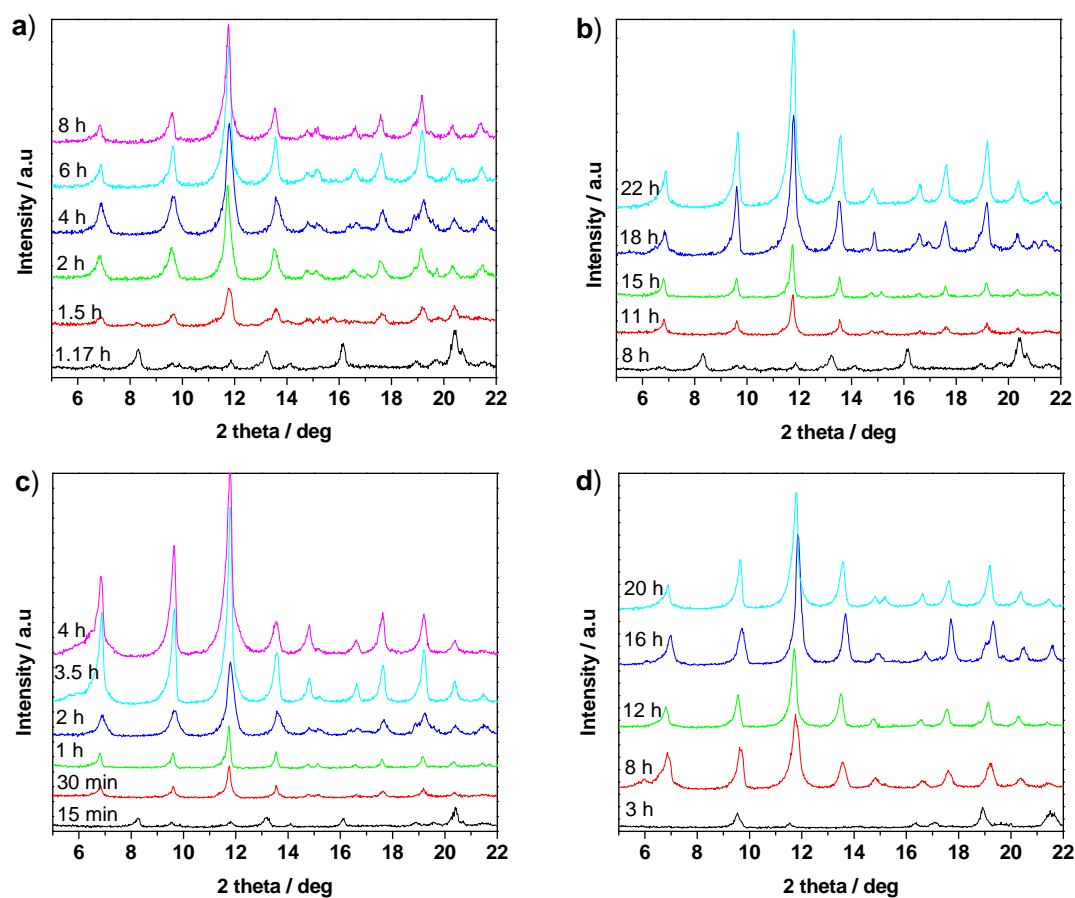 a)
8 h
6 h
4 h
2 h
1.5 h
1.17 h
Intensity / a.u
6 8 10 12 14 16 18 20 22
2 theta / deg
b)
22 h
18 h
15 h
11 h
8 h
Intensity / a.u
6 8 10 12 14 16 18 20 22
2 theta / deg
c)
4 h
3.5 h
2 h
1 h
30 min
15 min
Intensity / a.u
6 8 10 12 14 16 18 20 22
2 theta / deg
d)
20 h
16 h
12 h
8 h
3 h
Intensity / a.u
6 8 10 12 14 16 18 20 22
2 theta / deg